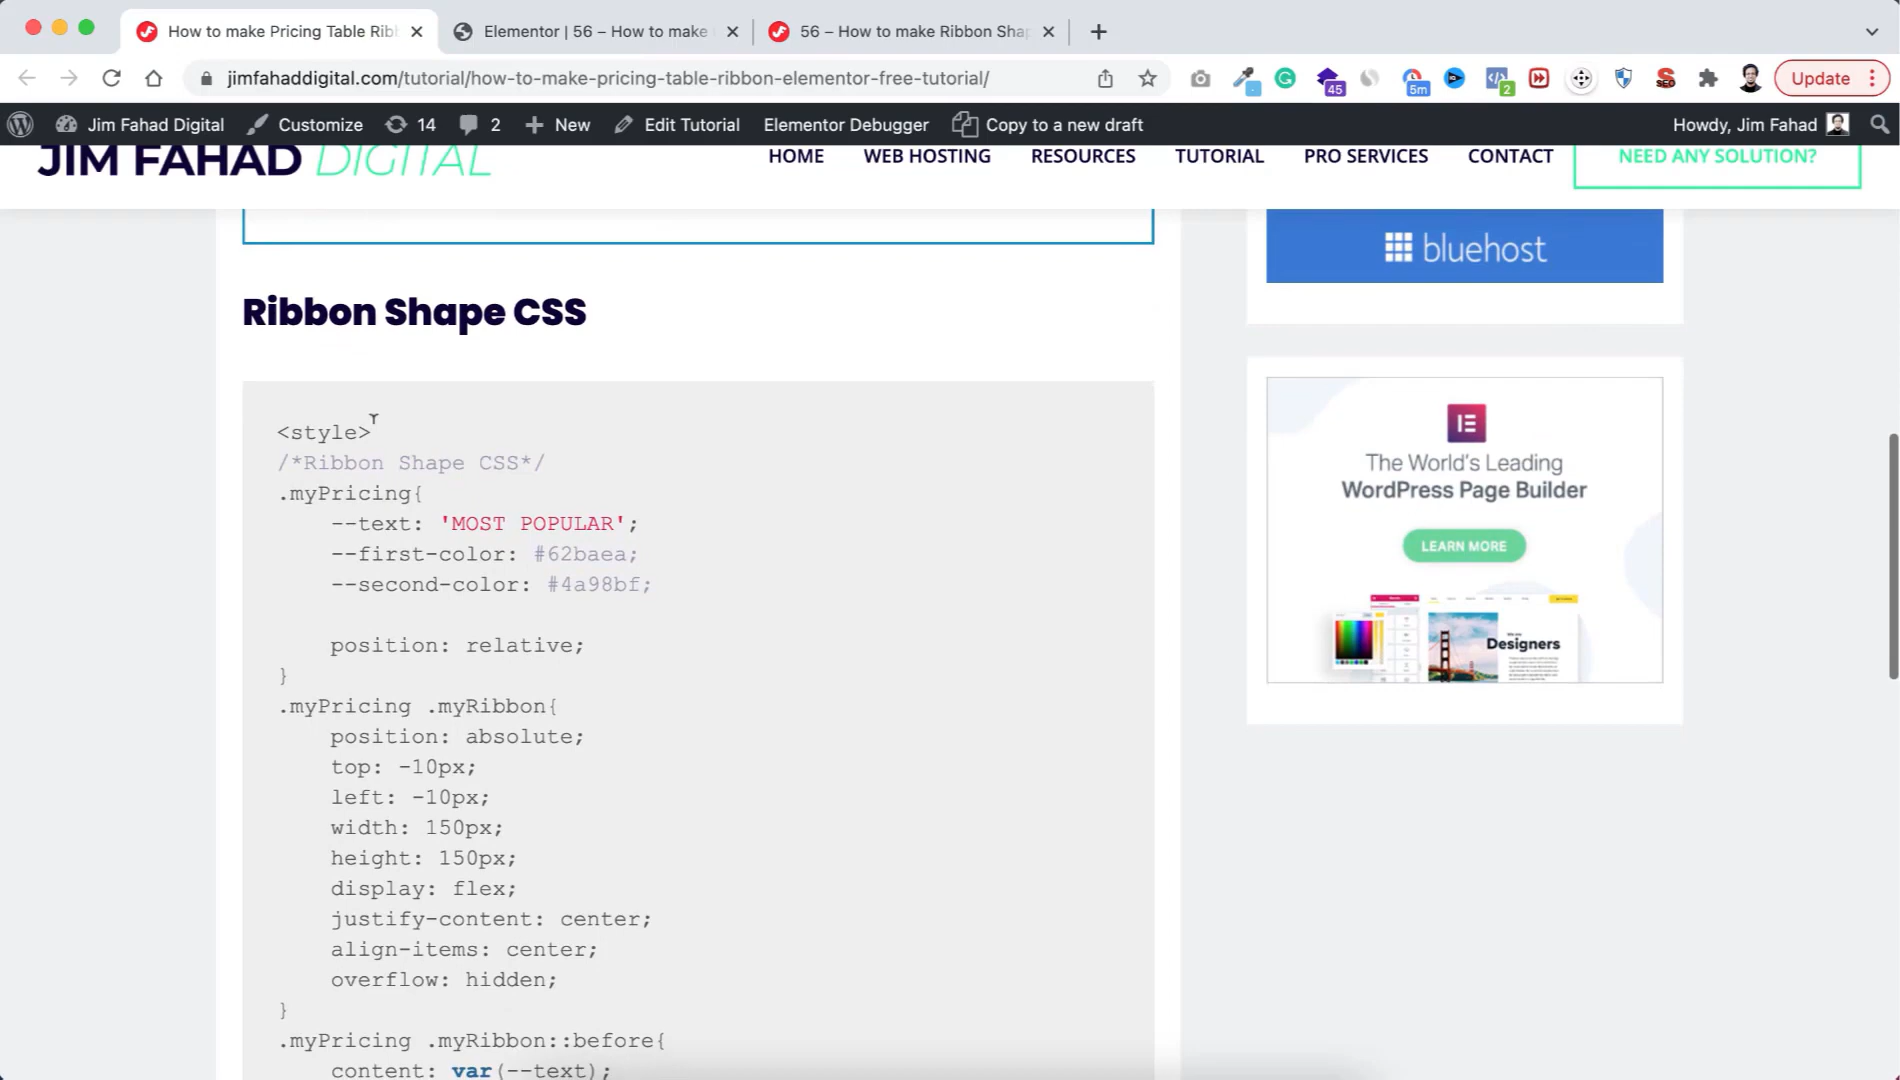 How to make Pricing Table Ribb
Elementor | 56 – How to make
56 – How to make Ribbon Shap
jimfahaddigital.com/tutorial/how-to-make-pricing-table-ribbon-elementor-free-tutorial/
45
5m
2
SEO
Update
Jim Fahad Digital
Customize
14
2
New
Edit Tutorial
Elementor Debugger
Copy to a new draft
Howdy, Jim Fahad
JIM FAHAD DIGITAL
HOME
WEB HOSTING
RESOURCES
TUTORIAL
PRO SERVICES
CONTACT
NEED ANY SOLUTION?
bluehost
Ribbon Shape CSS
<style>
/*Ribbon Shape CSS*/
.myPricing{
--text: 'MOST POPULAR';
--first-color: #62baea;
--second-color: #4a98bf;
position: relative;
}
.myPricing .myRibbon{
position: absolute;
top: -10px;
left: -10px;
width: 150px;
height: 150px;
display: flex;
justify-content: center;
align-items: center;
overflow: hidden;
}
.myPricing .myRibbon::before{
content: var(--text);
The World's Leading
WordPress Page Builder
LEARN MORE
Designers